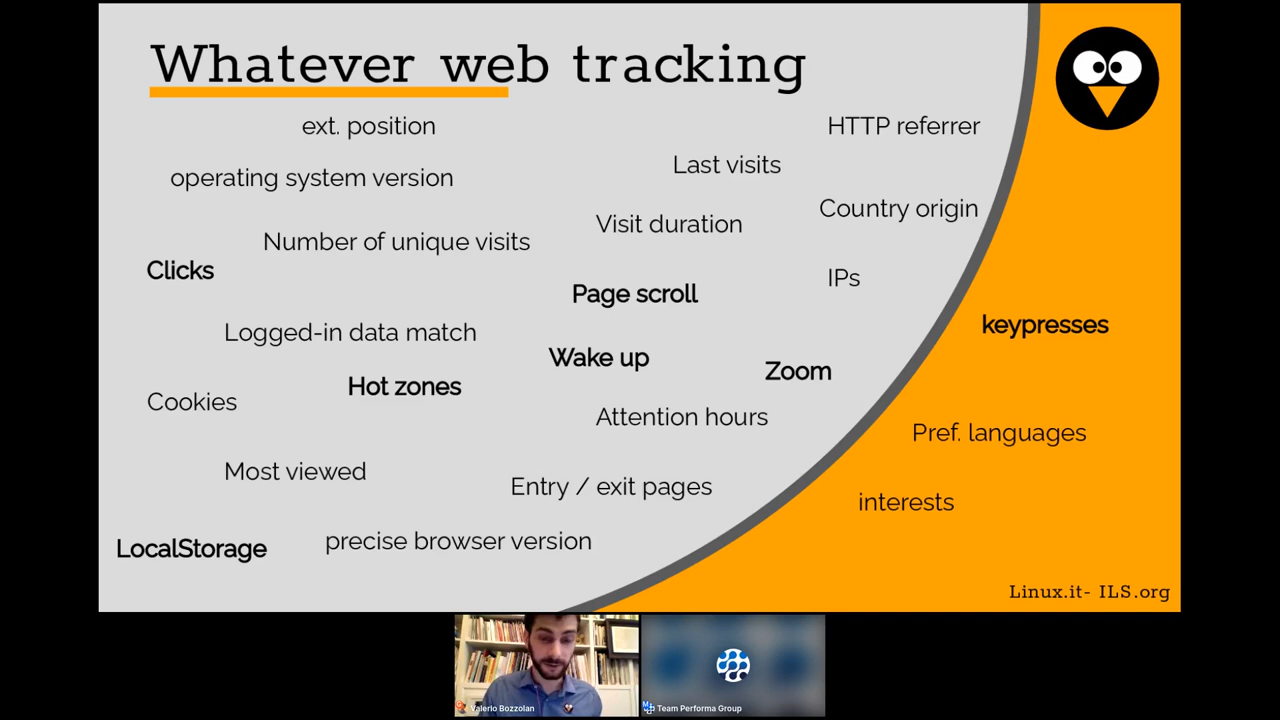 Whatever web tracking
ext. position
HTTP referrer
Last visits
operating system version
Country origin
Visit duration
Number of unique visits
Clicks
IPs
Page scroll
keypresses
Logged-in data match
Wake up
Zoom
Hot zones
Cookies
Attention hours
Pref. languages
Most viewed
Entry / exit pages
interests
precise browser version
LocalStorage
Linux.it- ILS.org
Valerio Bozzolan
Team Performa Group